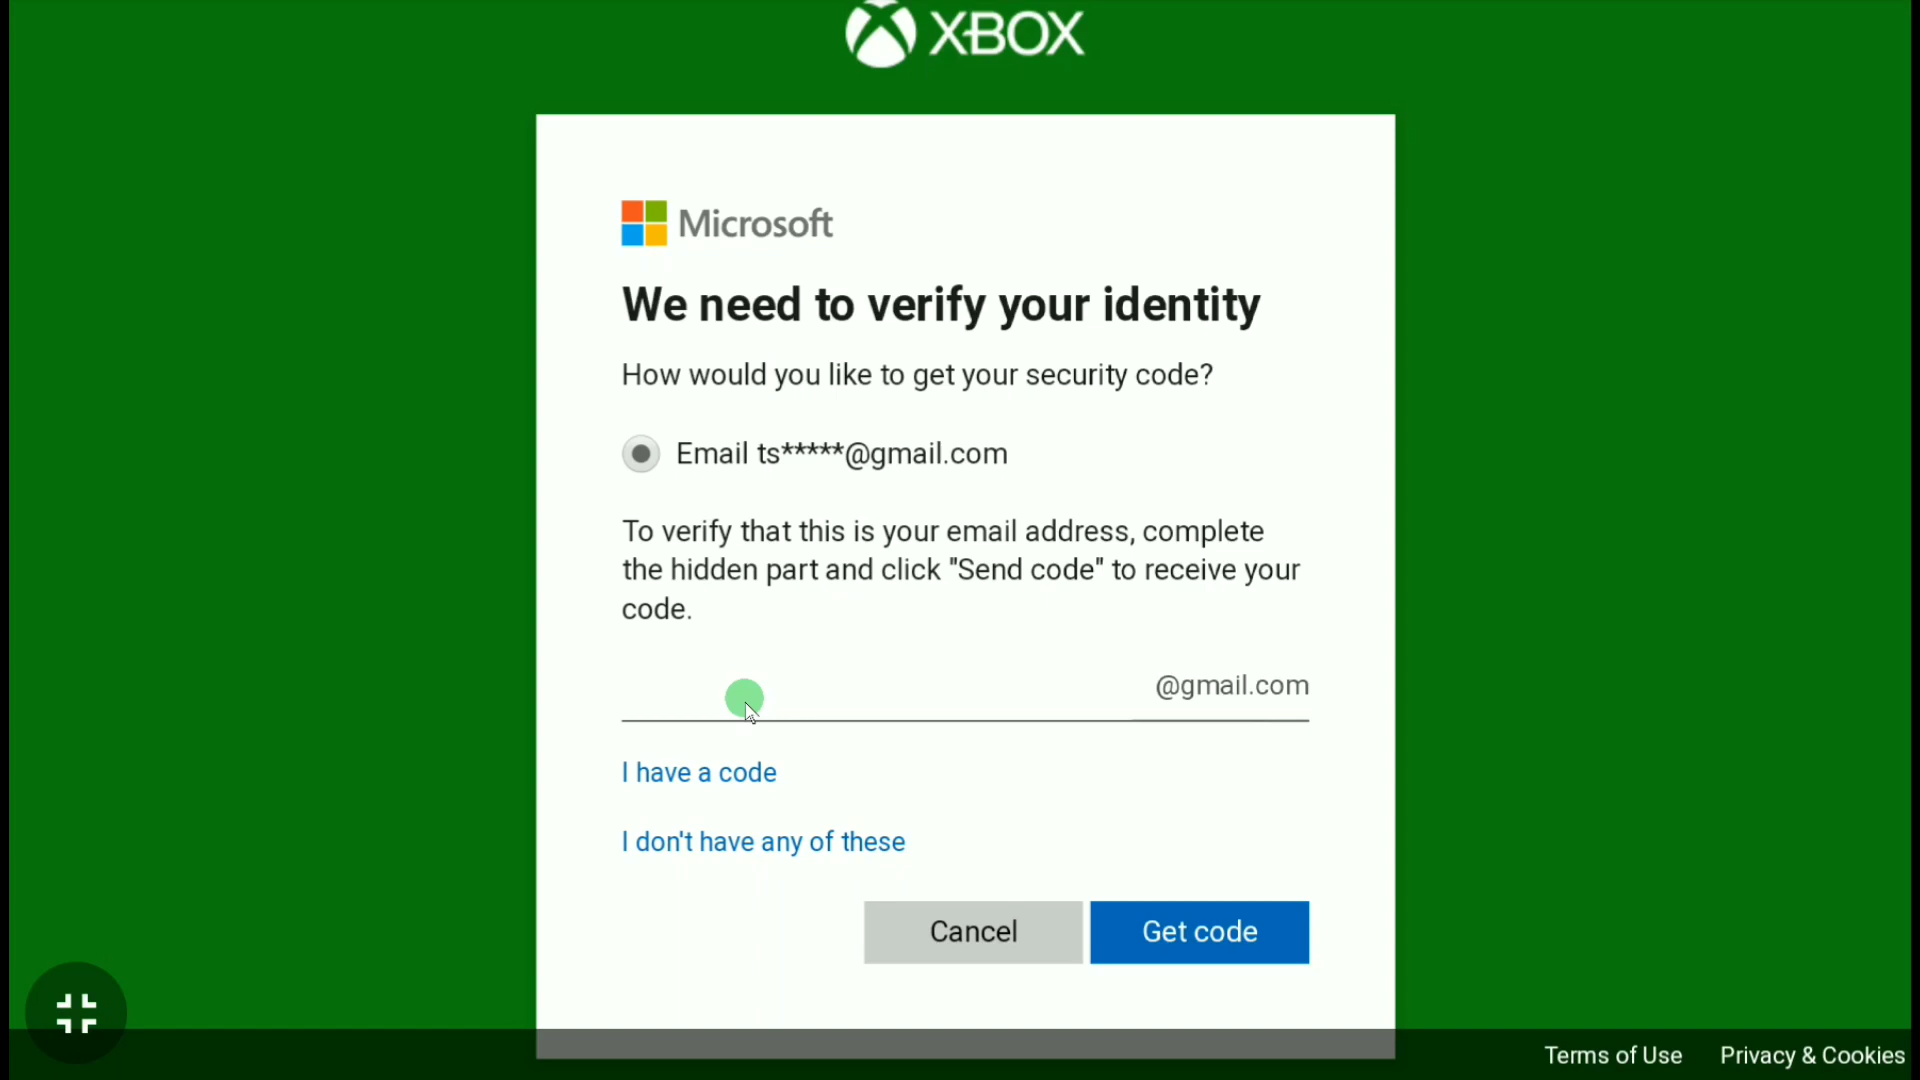 XBOX
Microsoft
We need to verify your identity
How would you like to get your security code?
Email ts*****@gmail.com
To verify that this is your email address, complete
the hidden part and click "Send code" to receive your
code.
@gmail.com
I have a code
I don't have any of these
Cancel
Get code
Terms of Use
Privacy & Cookies